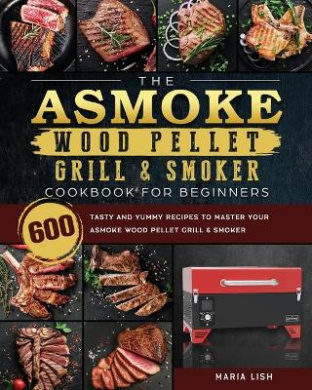 THE
ASMOKE
WOOD PELLET
GRILL & SMOKER
COOKBOOK FOR BEGINNERS
600
TASTY AND YUMMY RECIPES TO MASTER YOUR
ASMOKE WOOD PELLET GRILL & SMOKER
MARIA LISH